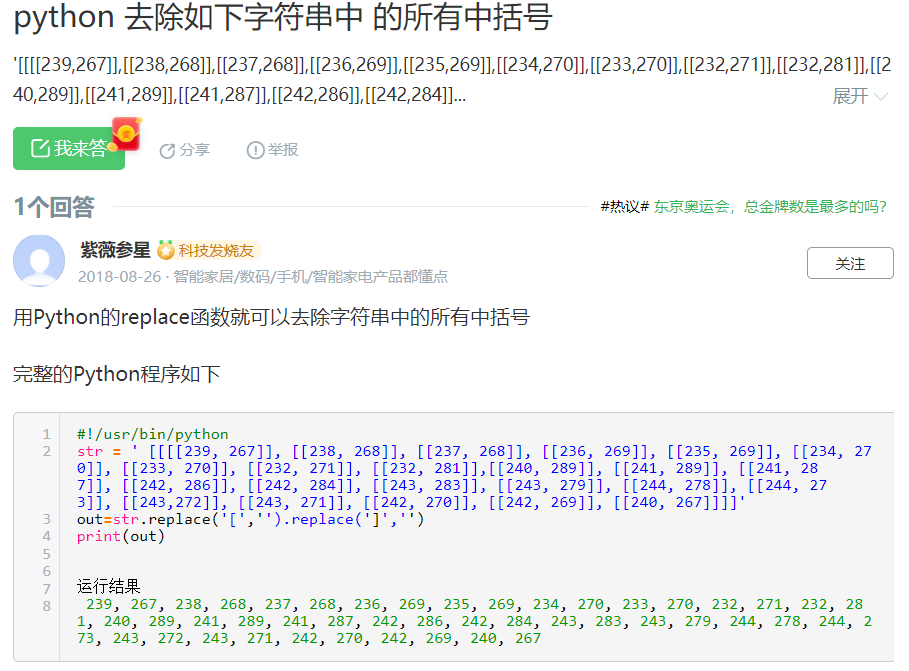 python 去除如下字符串中 的所有中括号
'[[[[239,267]],[[238,268]],[[237,268]],[[236,269]],[[235,269]],[[234,270]],[[233,270]],[[232,271]],[[232,281]],[[2
40,289]],[[241,289]],[[241,287]],[[242,286]],[[242,284]]...
展开
我来答
分享
举报
1个回答
#热议# 东京奥运会，总金牌数是最多的吗？
紫薇参星 科技发烧友
2018-08-26 · 智能家居/数码/手机/智能家电产品都懂点
关注
用Python的replace函数就可以去除字符串中的所有中括号
完整的Python程序如下
1 #!/usr/bin/python
2 str = ' [[[[239, 267]], [[238, 268]], [[237, 268]], [[236, 269]], [[235, 269]], [[234, 27
0]], [[233, 270]], [[232, 271]], [[232, 281]],[[240, 289]], [[241, 289]], [[241, 28
7]], [[242, 286]], [[242, 284]], [[243, 283]], [[243, 279]], [[244, 278]], [[244, 27
3]], [[243,272]], [[243, 271]], [[242, 270]], [[242, 269]], [[240, 267]]]]'
3 out=str.replace('[','').replace(']','')
4 print(out)
5
6
7 运行结果
8 239, 267, 238, 268, 237, 268, 236, 269, 235, 269, 234, 270, 233, 270, 232, 271, 232, 28
1, 240, 289, 241, 289, 241, 287, 242, 286, 242, 284, 243, 283, 243, 279, 244, 278, 244, 2
73, 243, 272, 243, 271, 242, 270, 242, 269, 240, 267